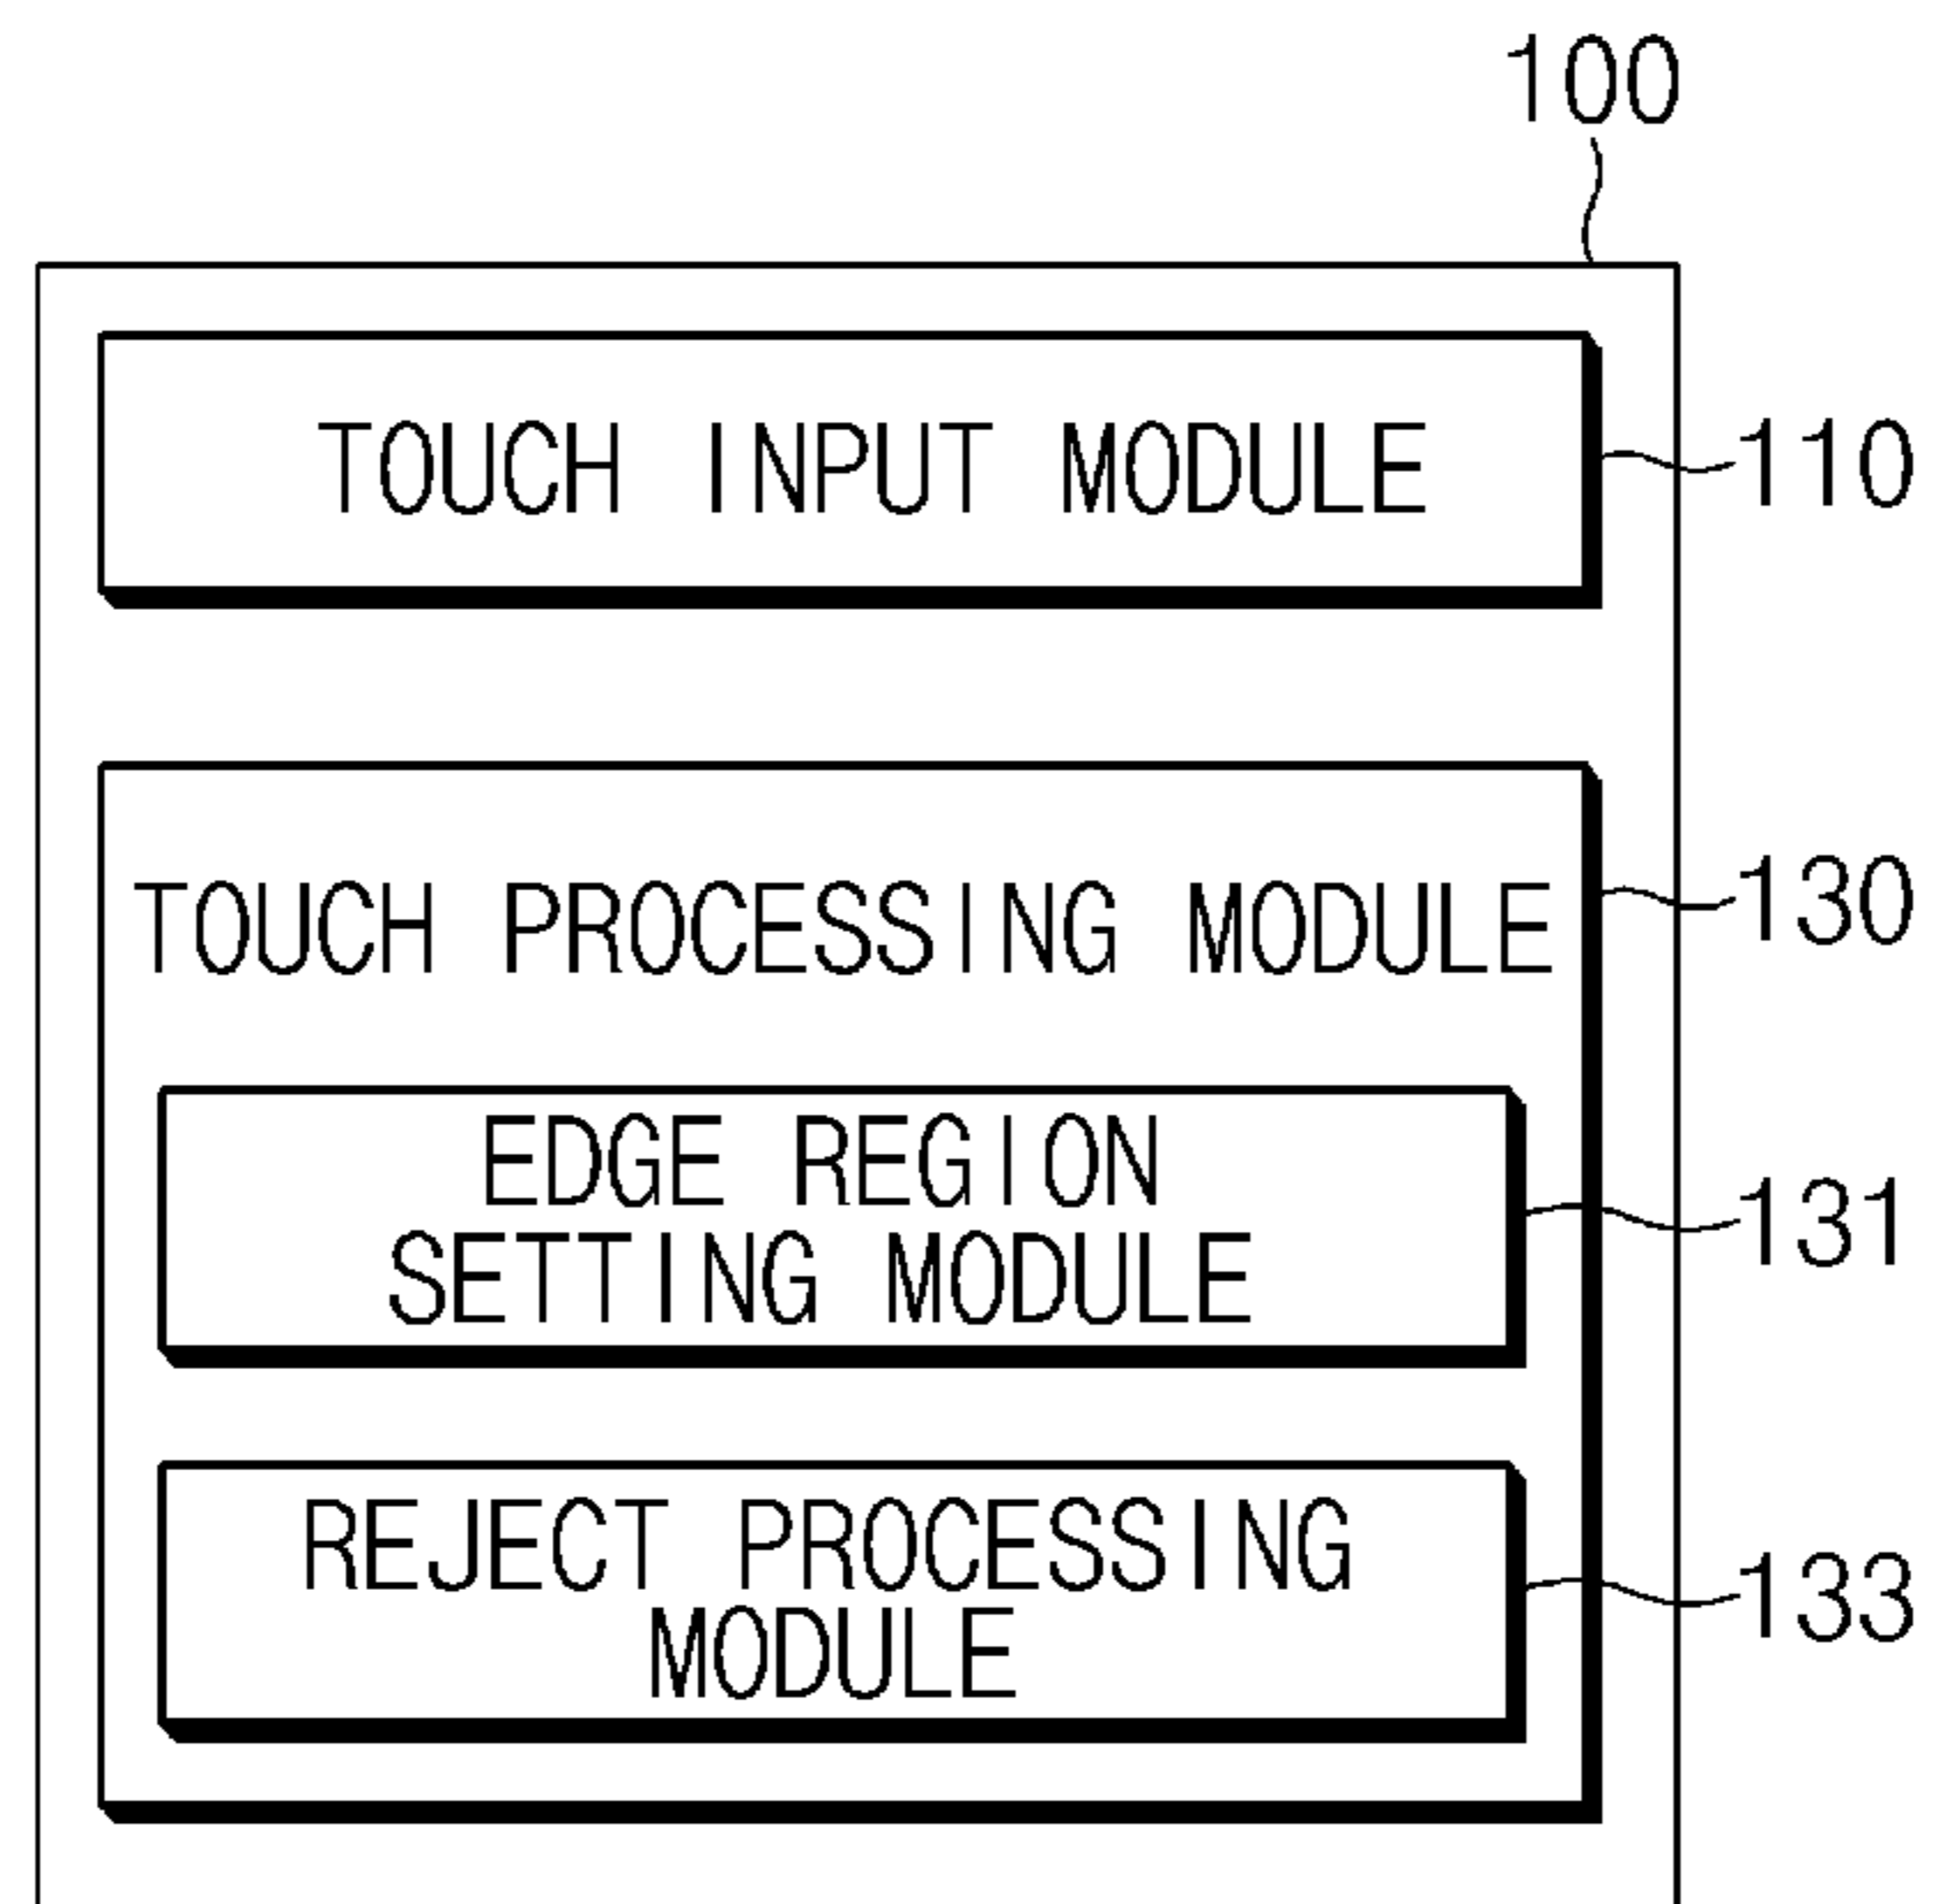 100
TOUCH INPUT MODULE
110
TOUCH PROCESSING MODULE
130
EDGE REGION
SETTING MODULE
131
REJECT PROCESSING
MODULE
133